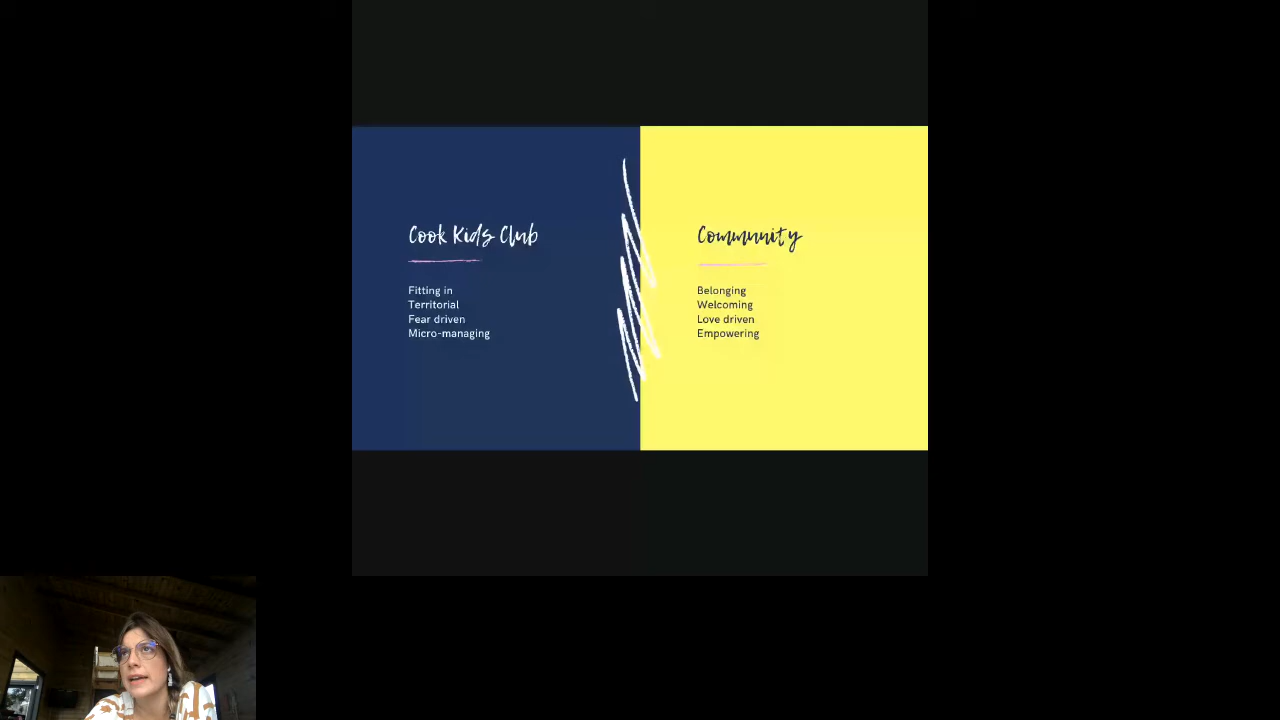 Cook Kids Club
Fitting in
Territorial
Fear driven
Micro-managing
Community
Belonging
Welcoming
Love driven
Empowering